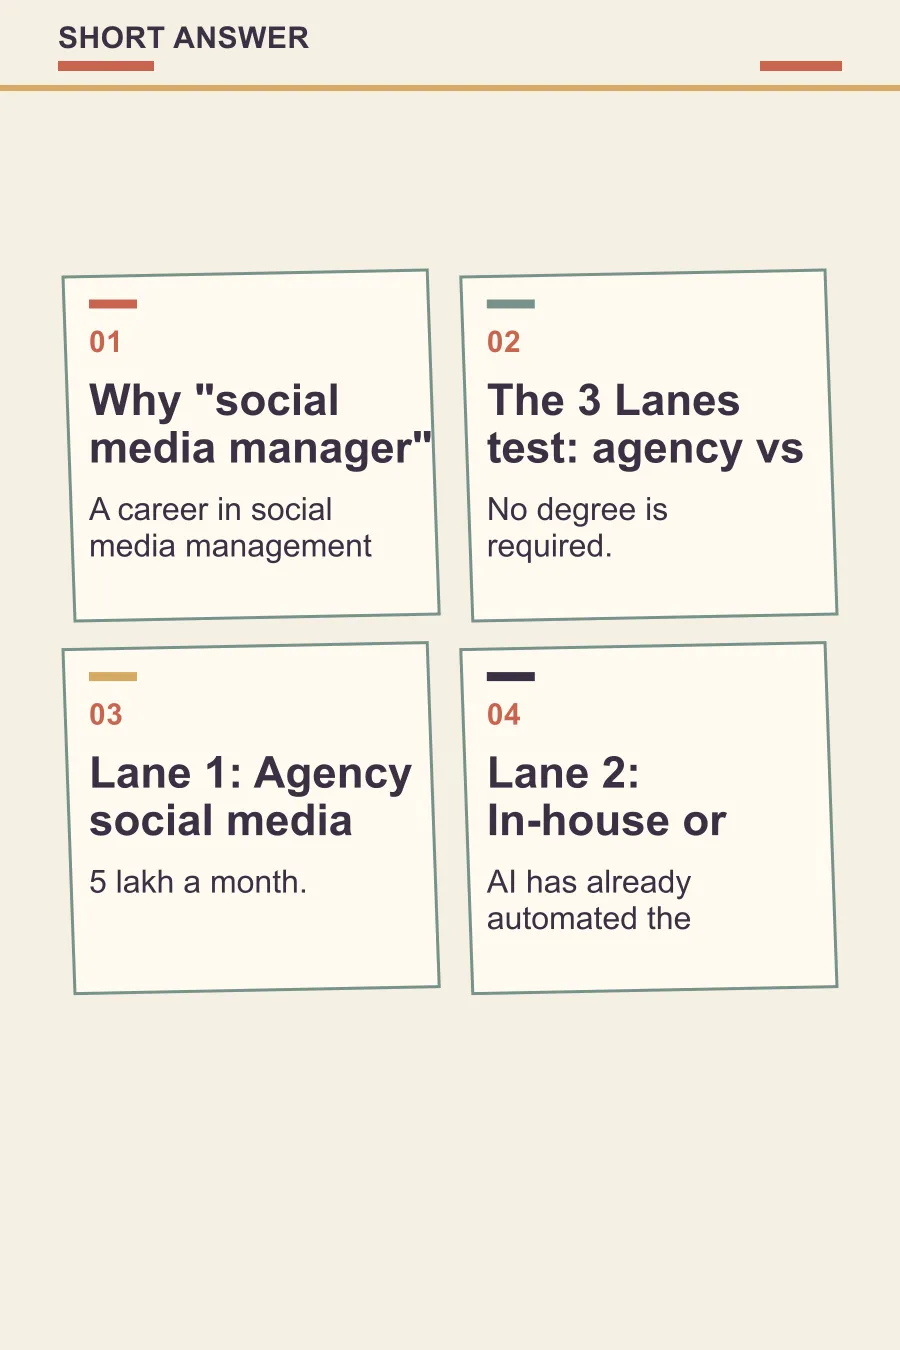 SHORT ANSWER
01
Why "social
media manager"
A career in social
media management
02
The 3 Lanes
test: agency vs
No degree is
required.
03
Lane 1: Agency
social media
5 lakh a month.
04
Lane 2:
In-house or
AI has already
automated the